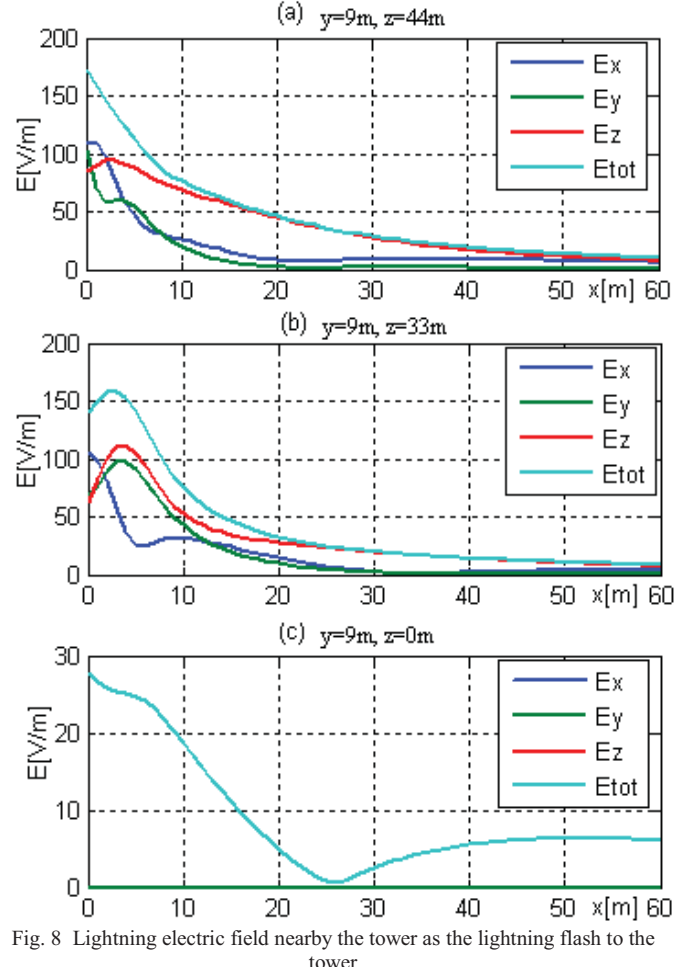 (a) y=9m, z=44m
200
150
100
50
0
E[V/m]
Ex
Ey
Ez
Etot
0 10 20 30 40 50 x[m] 60
(b) y=9m, z=33m
200
150
100
50
0
E[V/m]
Ex
Ey
Ez
Etot
0 10 20 30 40 50 x[m] 60
(c) y=9m, z=0m
30
20
10
0
E[V/m]
Ex
Ey
Ez
Etot
0 10 20 30 40 50 x[m] 60
Fig. 8 Lightning electric field nearby the tower as the lightning flash to the
tower